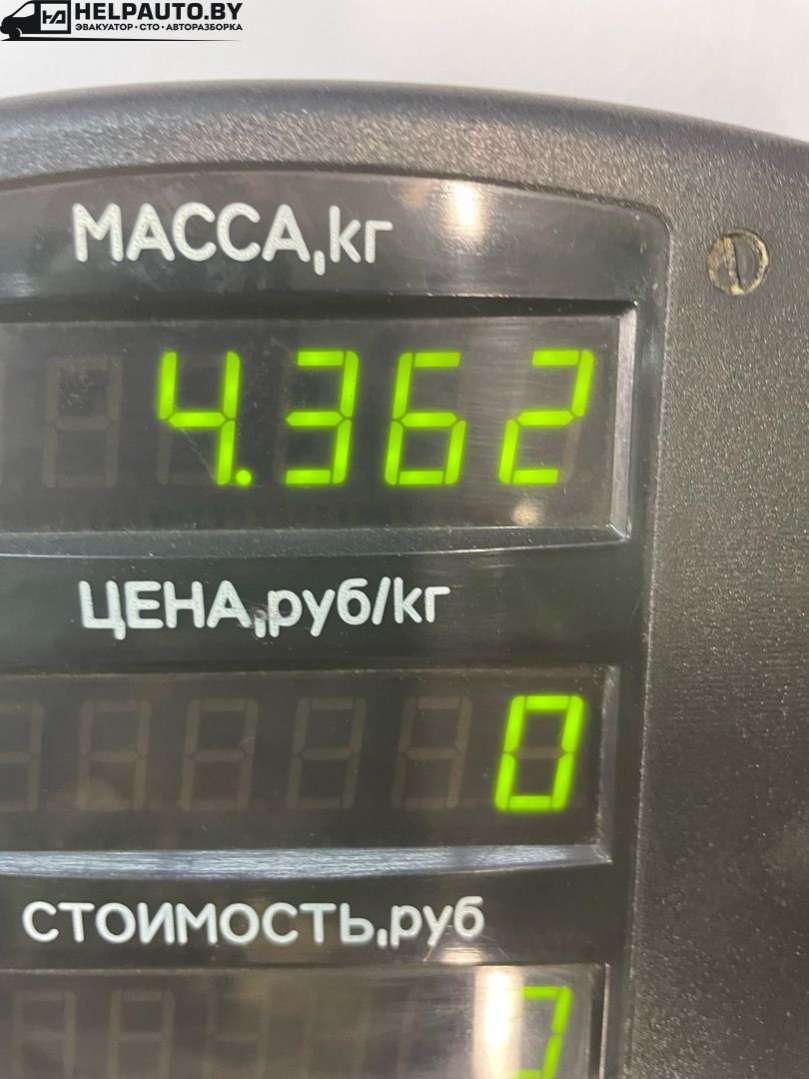 HELPAUTO.BY
ЭВАКУАТОР • СТО • АВТОРАЗБОРКА
МАССА,кг
4.362
ЦЕНА,руб/кг
0
СТОИМОСТЬ,руб